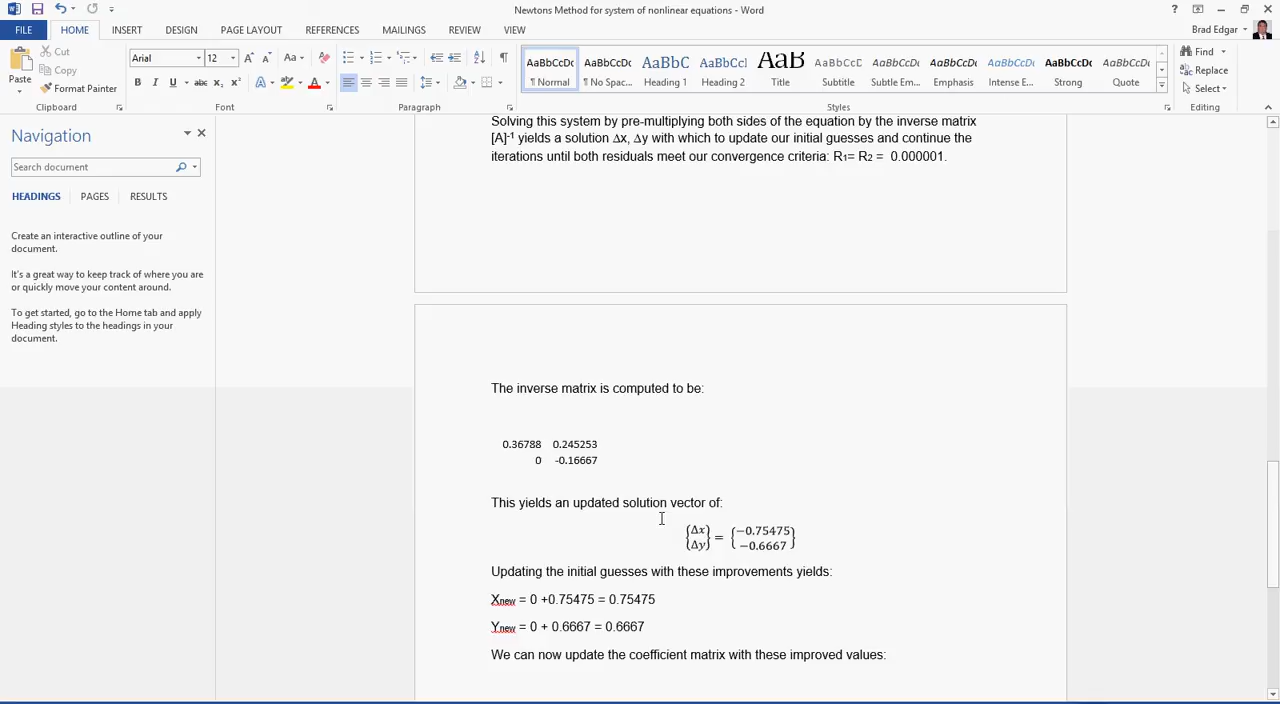 Newtons Method for system of nonlinear equations - Word
FILE HOME INSERT DESIGN PAGE LAYOUT REFERENCES MAILINGS REVIEW VIEW Brad Edgar
Paste
Cut
Copy
Format Painter
Clipboard
Arial 12
Font
Paragraph
AaBbCcDc AaBbCcDc AaBbC AaBbCcl AaB AaBbCcD AaBbCcDc AaBbCcDc AaBbCcDc AaBbCcDc AaBbCcDc
¶ Normal ¶ No Spac... Heading 1 Heading 2 Title Subtitle Subtle Em... Emphasis Intense E... Strong Quote
Styles
Find
Replace
Select
Editing
Navigation
Search document
HEADINGS PAGES RESULTS
Create an interactive outline of your
document.
It's a great way to keep track of where you are
or quickly move your content around.
To get started, go to the Home tab and apply
Heading styles to the headings in your
document.
Solving this system by pre-multiplying both sides of the equation by the inverse matrix
[A]⁻¹ yields a solution Δx, Δy with which to update our initial guesses and continue the
iterations until both residuals meet our convergence criteria: R₁= R₂ = 0.000001.
The inverse matrix is computed to be:
0.36788 0.245253
0 -0.16667
This yields an updated solution vector of:
{Δx Δy} = {−0.75475 −0.6667}
Updating the initial guesses with these improvements yields:
Xnew = 0 +0.75475 = 0.75475
Ynew = 0 + 0.6667 = 0.6667
We can now update the coefficient matrix with these improved values: